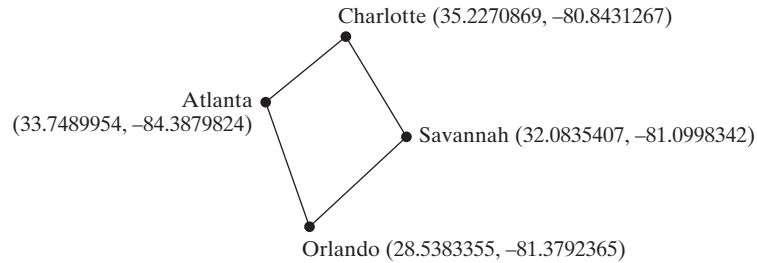 Charlotte (35.2270869, –80.8431267)
Atlanta
(33.7489954, –84.3879824)
Savannah (32.0835407, –81.0998342)
Orlando (28.5383355, –81.3792365)